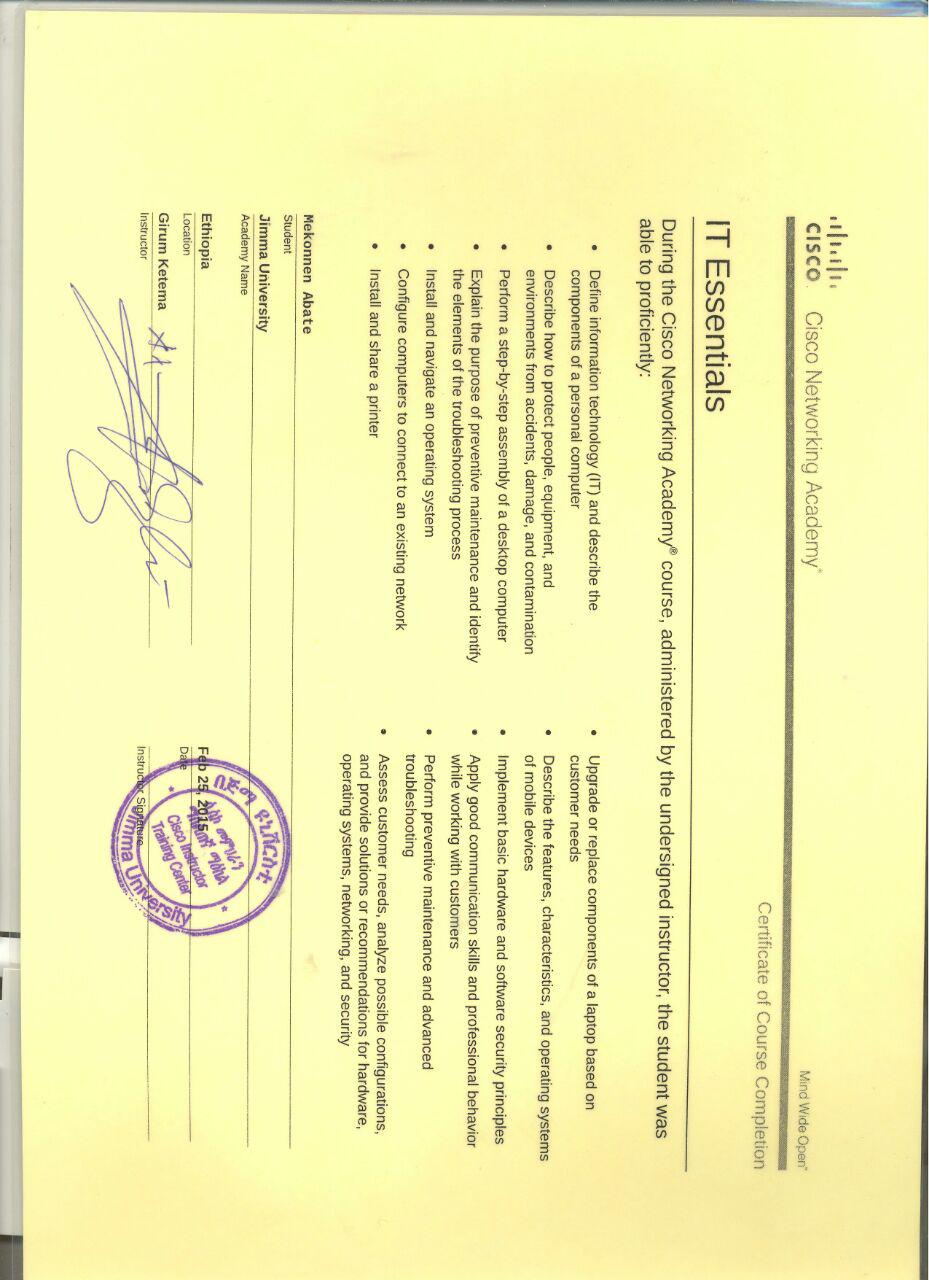 CISCO
Cisco Networking Academy®
Mind Wide Open™
Certificate of Course Completion
IT Essentials
During the Cisco Networking Academy® course, administered by the undersigned instructor, the student was
able to proficiently:
• Define information technology (IT) and describe the
components of a personal computer
• Describe how to protect people, equipment, and
environments from accidents, damage, and contamination
• Perform a step-by-step assembly of a desktop computer
• Explain the purpose of preventive maintenance and identify
the elements of the troubleshooting process
• Install and navigate an operating system
• Configure computers to connect to an existing network
• Install and share a printer
• Upgrade or replace components of a laptop based on
customer needs
• Describe the features, characteristics, and operating systems
of mobile devices
• Implement basic hardware and software security principles
• Apply good communication skills and professional behavior
while working with customers
• Perform preventive maintenance and advanced
troubleshooting
• Assess customer needs, analyze possible configurations,
and provide solutions or recommendations for hardware,
operating systems, networking, and security
Mekonnen Abate
Student
Jimma University
Academy Name
Ethiopia
Location
Girum Ketema
Instructor
Feb 25, 2015
Date
Instructor Signature
በጅማ ዩኒቨርስቲ
ሲስኮ መምህራን
ማሰልጠኛ ማዕከል
Cisco Instructor
Training Center
Jimma University